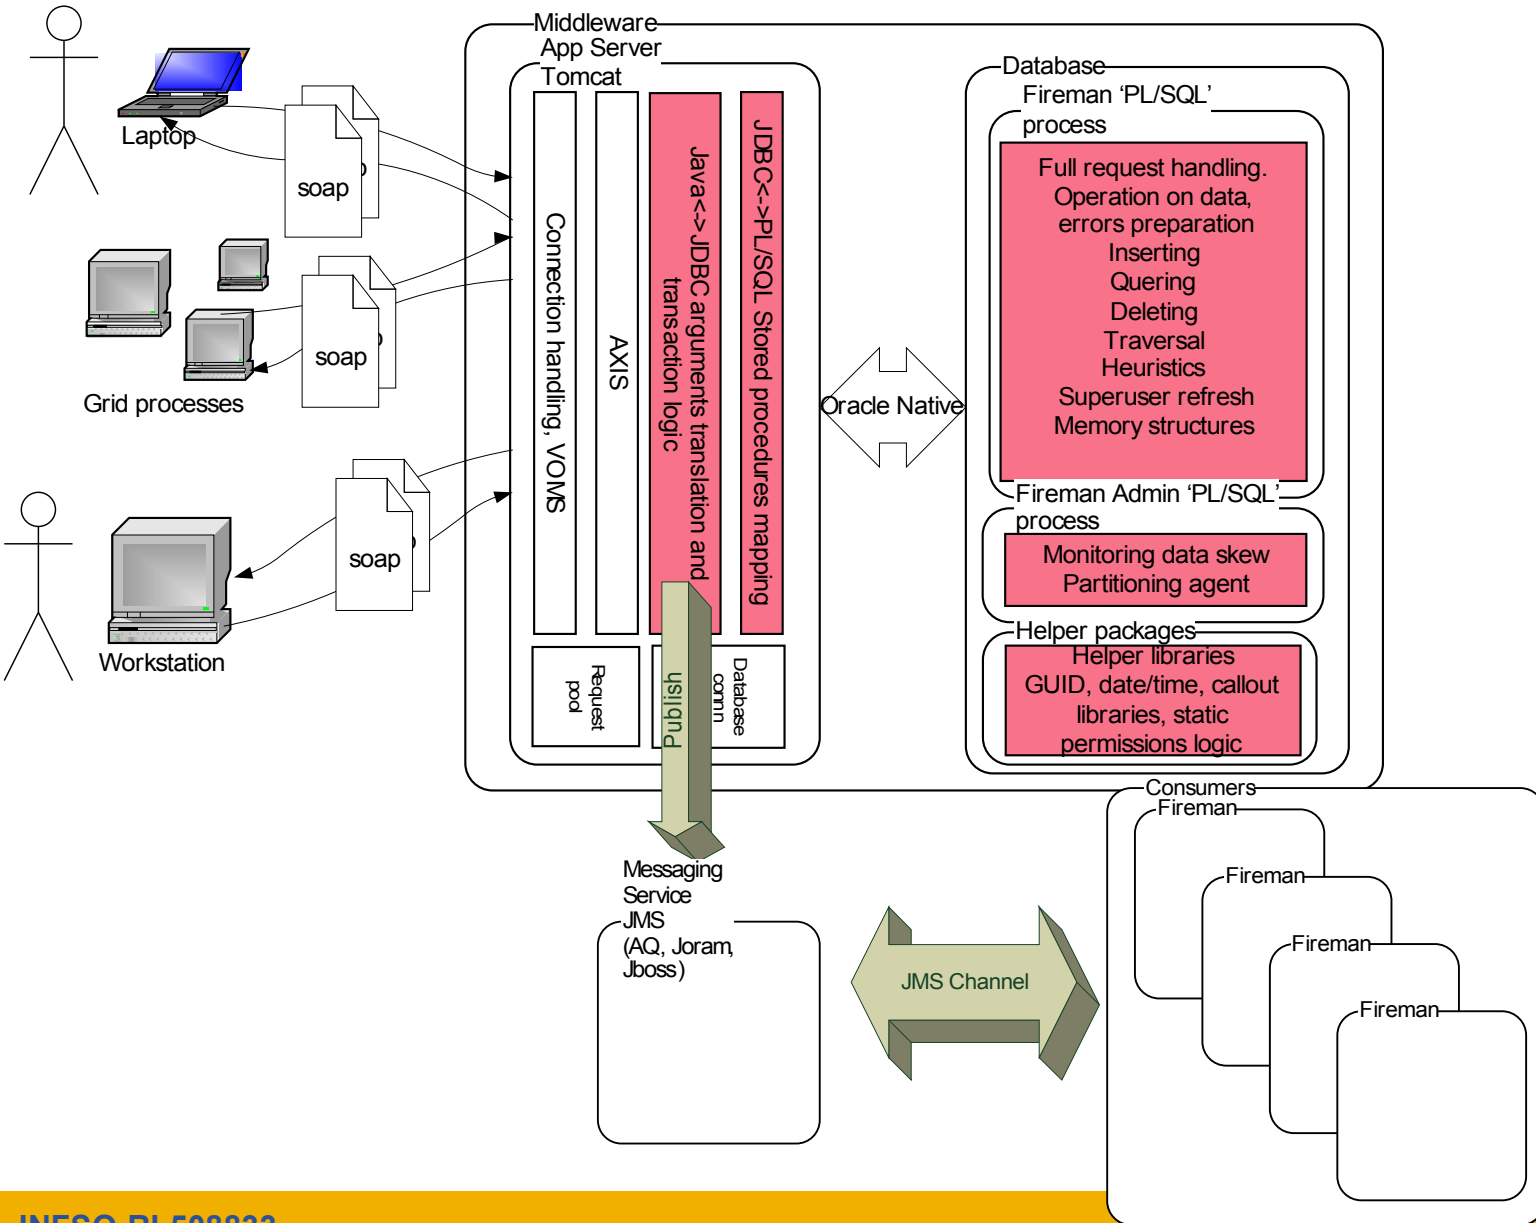 Middleware
App Server
Tomcat
Laptop
soap
Grid processes
soap
soap
Workstation
Connection handling, VOMS
AXIS
Java<->JDBC arguments translation and
transaction logic
JDBC<->PL/SQL Stored procedures mapping
Request
pool
Database
connn
Publish
Oracle Native
Database
Fireman ‘PL/SQL’
process
Full request handling.
Operation on data,
errors preparation
Inserting
Quering
Deleting
Traversal
Heuristics
Superuser refresh
Memory structures
Fireman Admin ‘PL/SQL’
process
Monitoring data skew
Partitioning agent
Helper packages
Helper libraries
GUID, date/time, callout
libraries, static
permissions logic
Messaging
Service
JMS
(AQ, Joram,
Jboss)
JMS Channel
Consumers
Fireman
Fireman
Fireman
Fireman